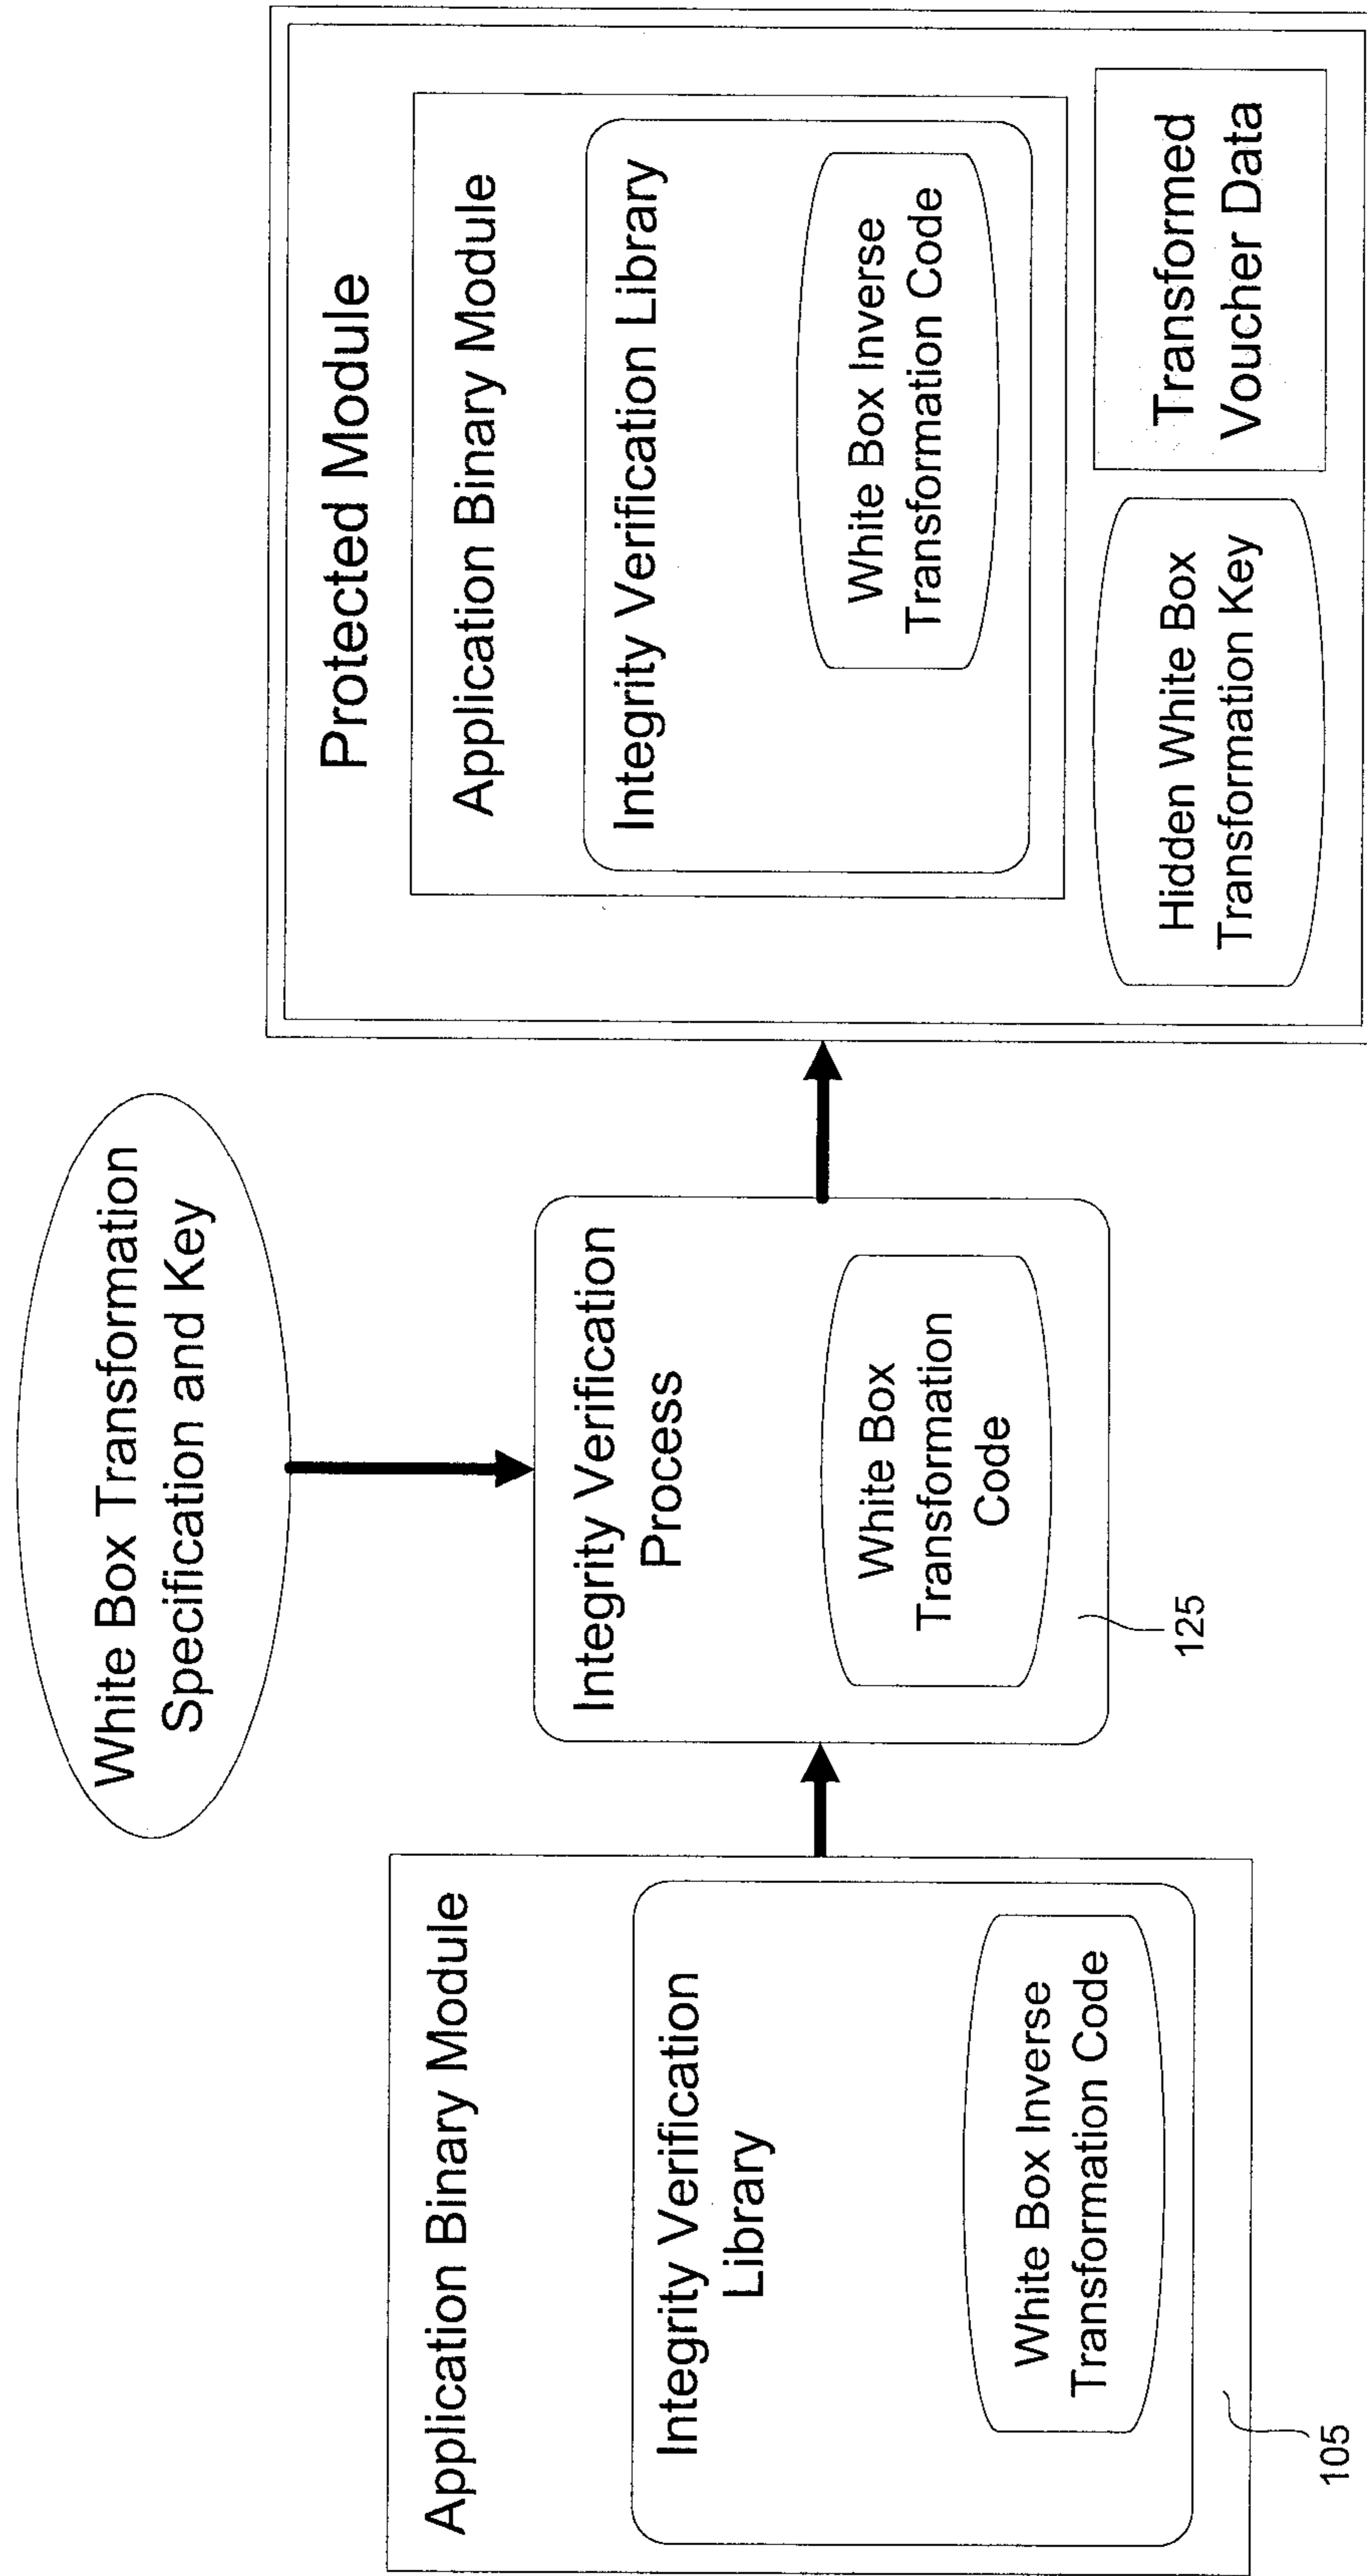 White Box Transformation
Specification and Key
Application Binary Module
Integrity Verification
Library
White Box Inverse
Transformation Code
105
Integrity Verification
Process
White Box
Transformation
Code
125
Protected Module
Application Binary Module
Integrity Verification Library
White Box Inverse
Transformation Code
Hidden White Box
Transformation Key
Transformed
Voucher Data